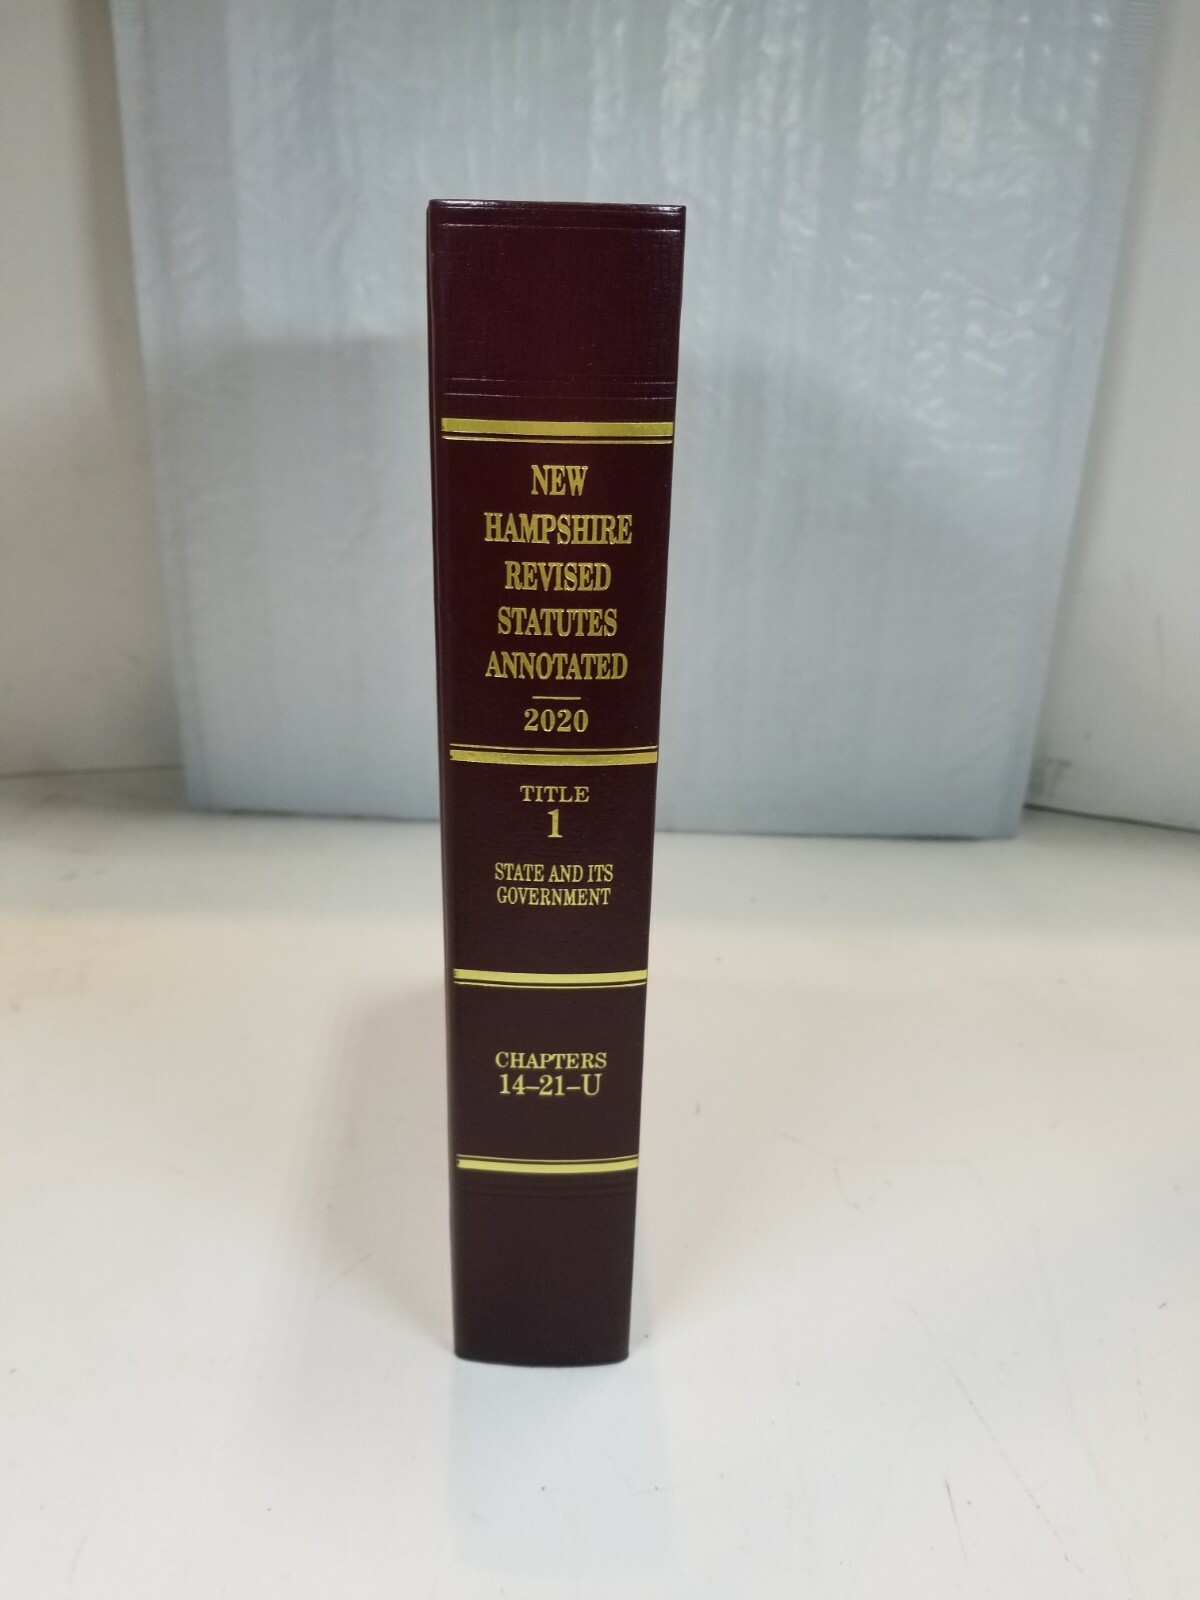 NEW
HAMPSHIRE
REVISED
STATUTES
ANNOTATED
2020
TITLE
1
STATE AND ITS
GOVERNMENT
CHAPTERS
14–21–U